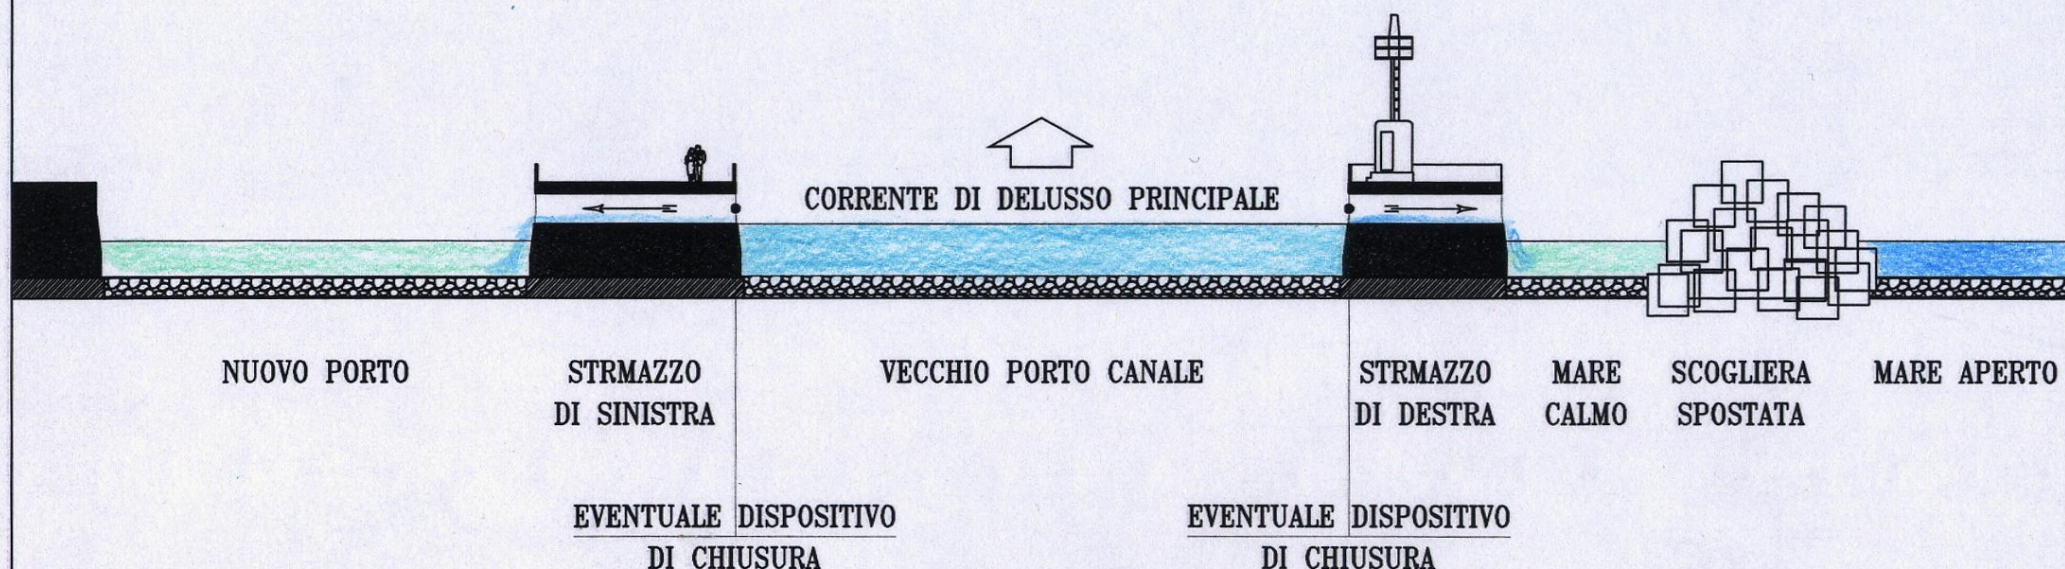 CORRENTE DI DELUSSO PRINCIPALE
NUOVO PORTO
STRMAZZO
DI SINISTRA
VECCHIO PORTO CANALE
STRMAZZO
DI DESTRA
MARE
CALMO
SCOGLIERA
SPOSTATA
MARE APERTO
EVENTUALE DISPOSITIVO
DI CHIUSURA
EVENTUALE DISPOSITIVO
DI CHIUSURA